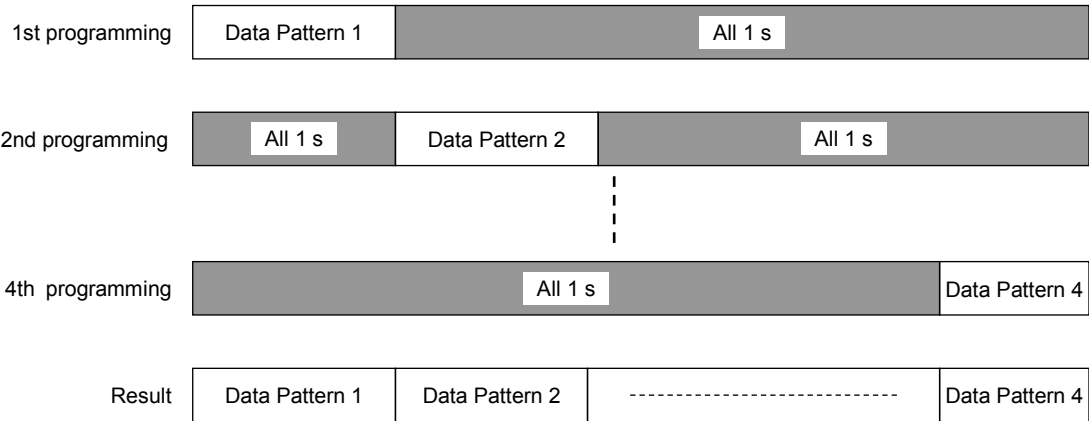 1st programming Data Pattern 1 All 1 s
2nd programming All 1 s Data Pattern 2 All 1 s
4th programming All 1 s Data Pattern 4
Result Data Pattern 1 Data Pattern 2 Data Pattern 4